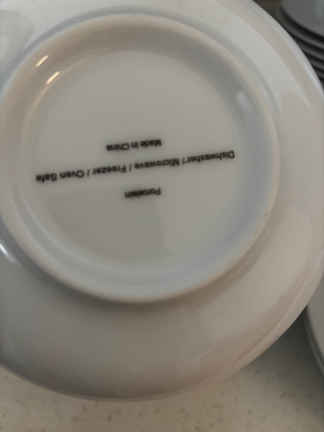 Porcelain
Dishwasher / Microwave / Freezer / Oven Safe
Made in China